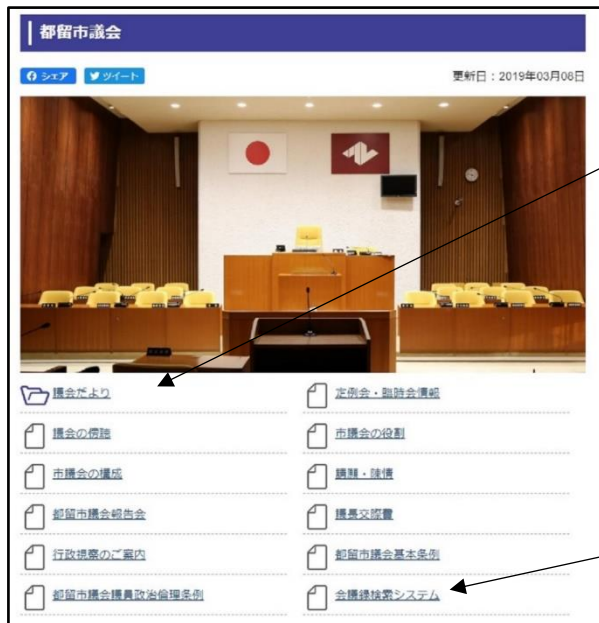 都留市議会
シェア ツイート
更新日：2019年03月06日
議会だより
定例会・臨時会情報
議会の傍聴
市議会の役割
市議会の構成
請願・陳情
都留市議会報告会
議長交際費
行政視察のご案内
都留市議会基本条例
都留市議会議員政治倫理条例
会議録検索システム